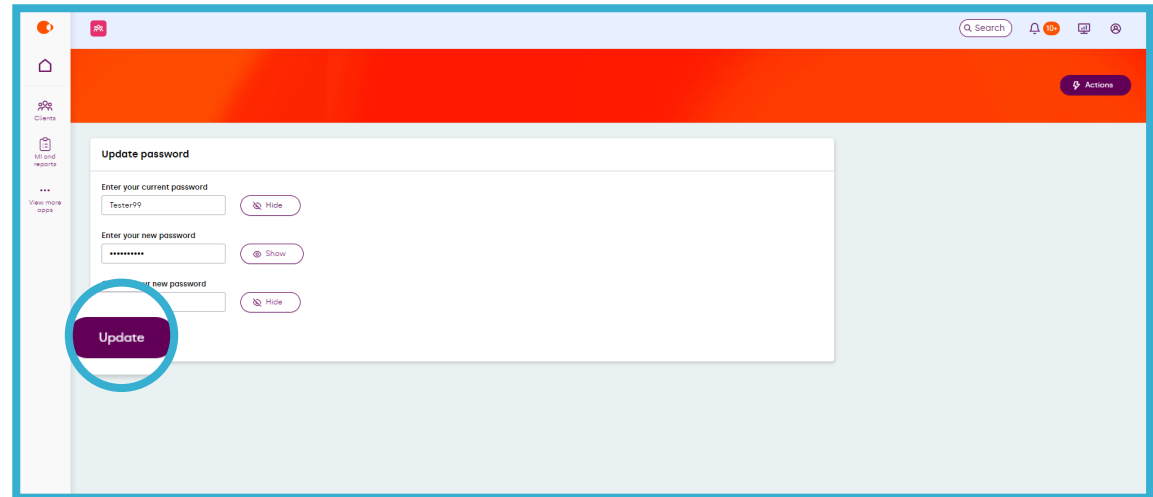 Search
10+
Actions
Clients
MI and
reports
View more
apps
Update password
Enter your current password
Tester99
Hide
Enter your new password
••••••••••
Show
new password
Hide
Update